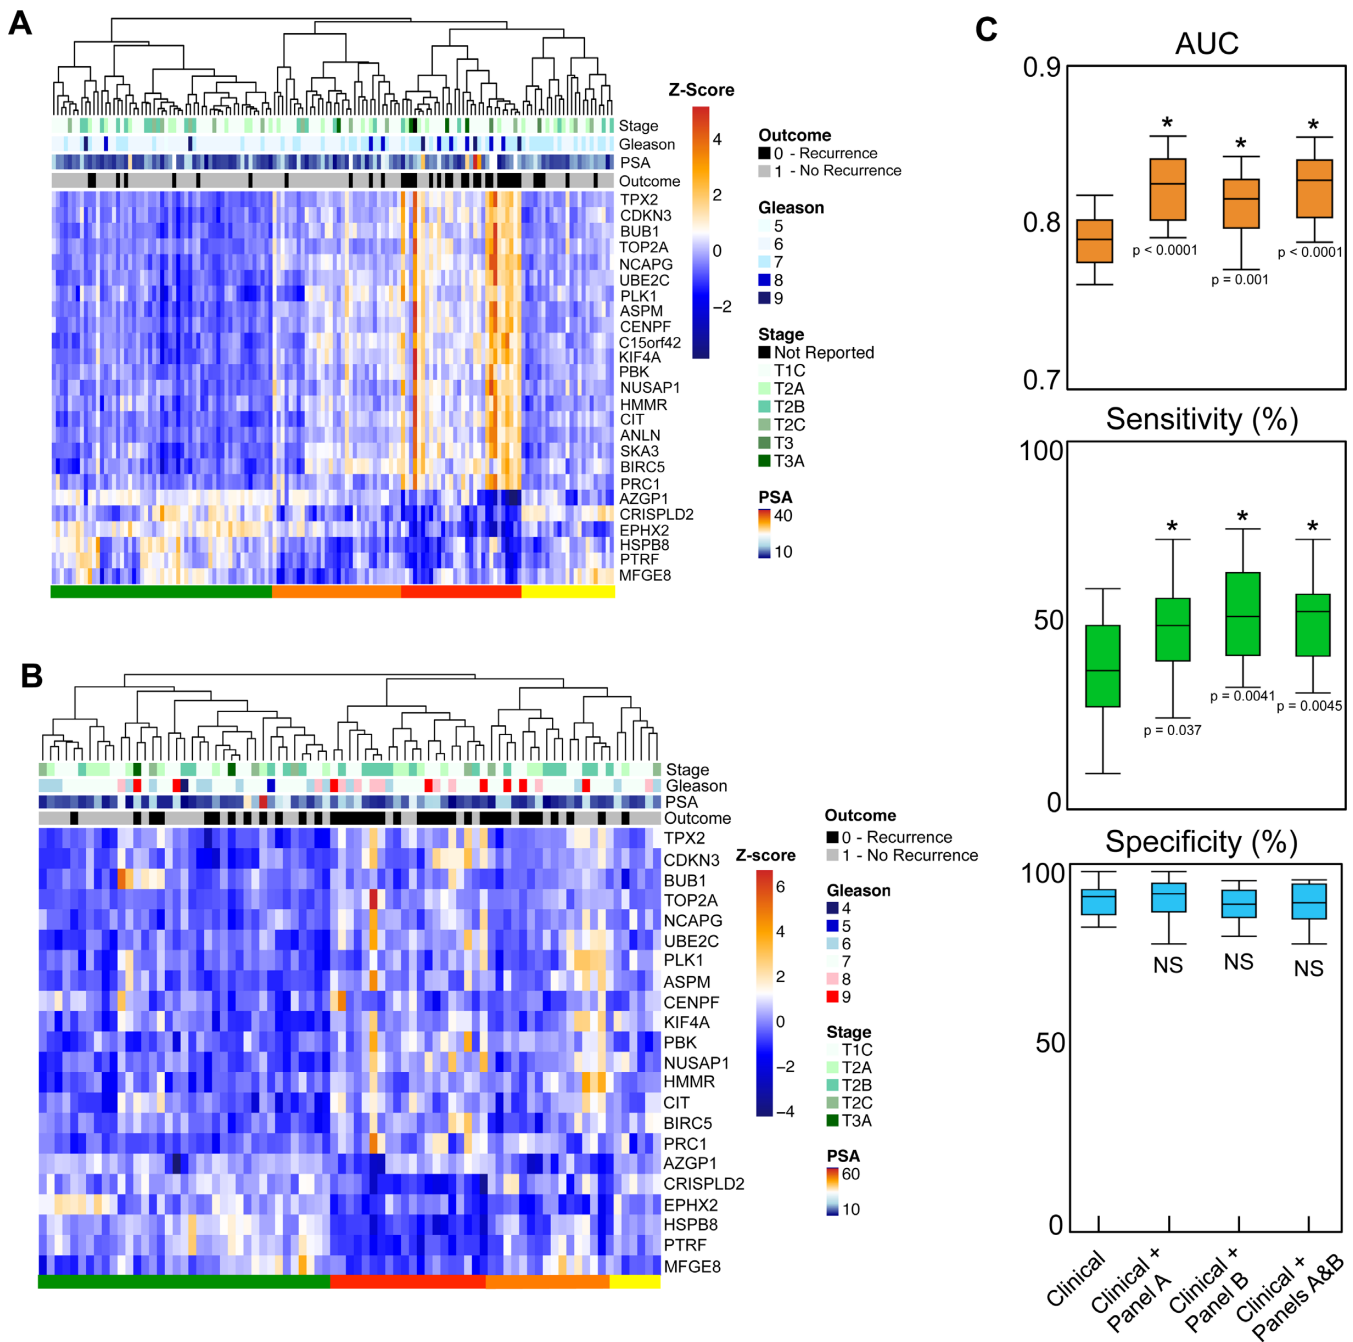 A
Z-Score
4
2
0
−2
Stage
Gleason
PSA
Outcome
TPX2
CDKN3
BUB1
TOP2A
NCAPG
UBE2C
PLK1
ASPM
CENPF
C15orf42
KIF4A
PBK
NUSAP1
HMMR
CIT
ANLN
SKA3
BIRC5
PRC1
AZGP1
CRISPLD2
EPHX2
HSPB8
PTRF
MFGE8
Outcome
0 - Recurrence
1 - No Recurrence
Gleason
5
6
7
8
9
Stage
Not Reported
T1C
T2A
T2B
T2C
T3
T3A
PSA
40
10
B
Stage
Gleason
PSA
Outcome
TPX2
CDKN3
BUB1
TOP2A
NCAPG
UBE2C
PLK1
ASPM
CENPF
KIF4A
PBK
NUSAP1
HMMR
CIT
BIRC5
PRC1
AZGP1
CRISPLD2
EPHX2
HSPB8
PTRF
MFGE8
Z-score
6
4
2
0
−2
−4
Outcome
0 - Recurrence
1 - No Recurrence
Gleason
4
5
6
7
8
9
Stage
T1C
T2A
T2B
T2C
T3A
PSA
60
10
C
AUC
0.9
0.8
0.7
* * *
p < 0.0001
p = 0.001
p < 0.0001
Sensitivity (%)
100
50
0
* * *
p = 0.037
p = 0.0041
p = 0.0045
Specificity (%)
100
50
0
NS NS NS
Clinical
Clinical +
Panel A
Clinical +
Panel B
Clinical +
Panels A&B